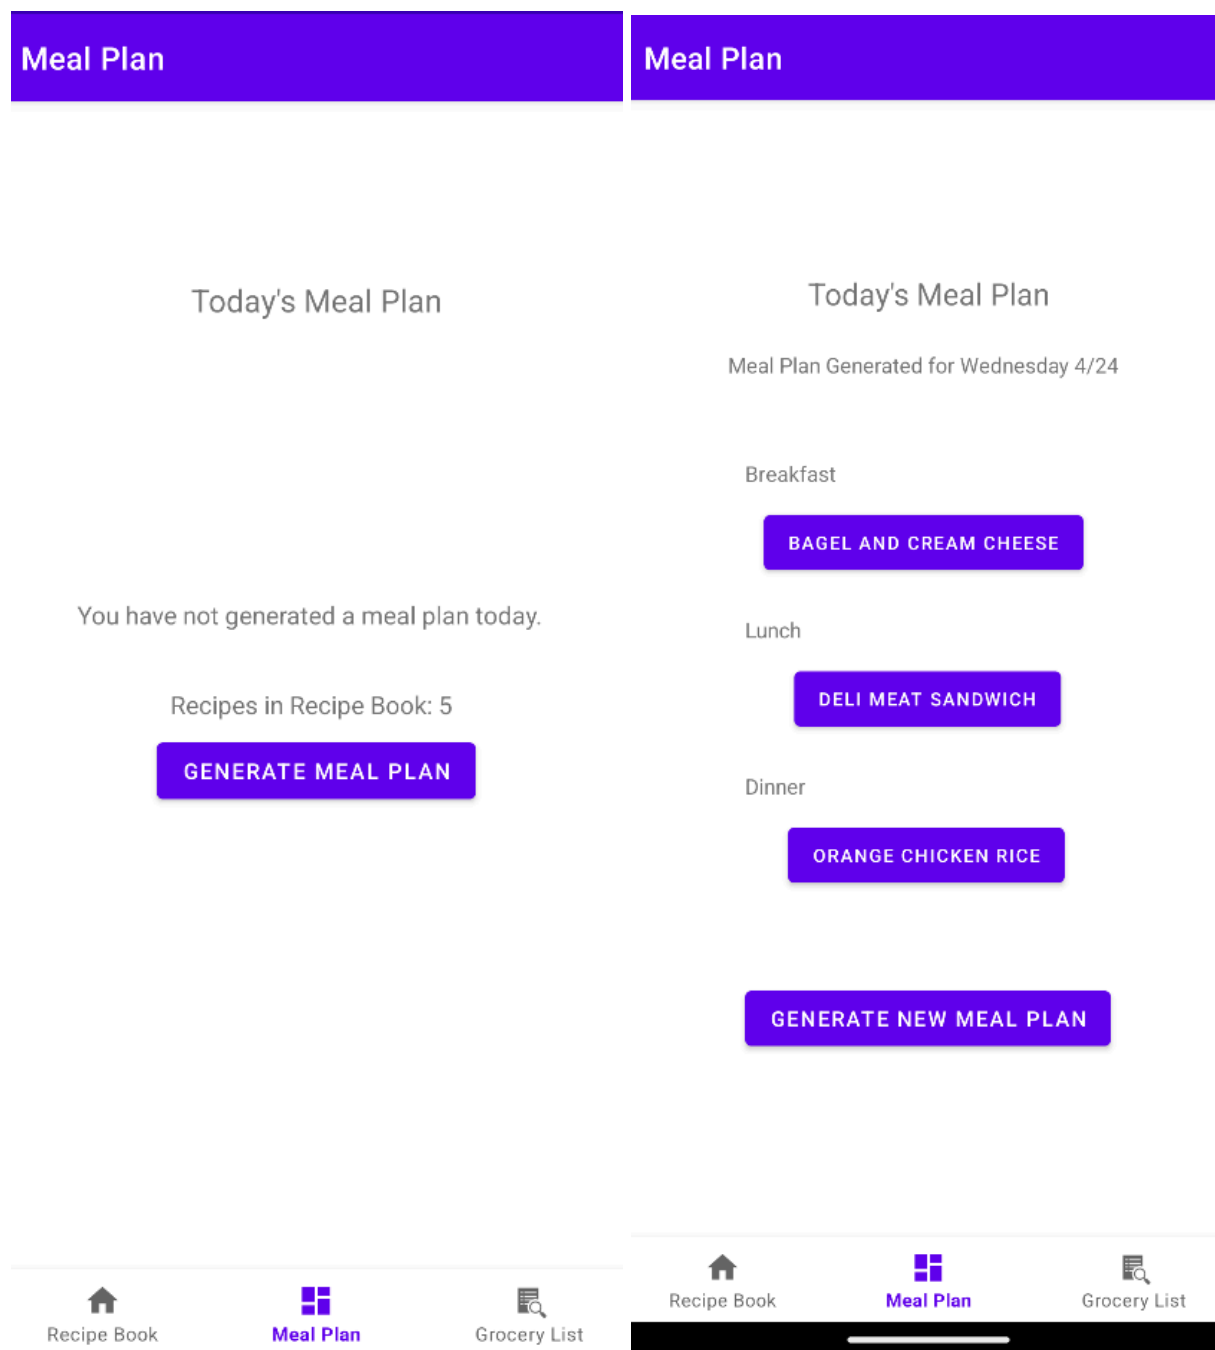 Meal Plan
Today's Meal Plan
You have not generated a meal plan today.
Recipes in Recipe Book: 5
GENERATE MEAL PLAN
Recipe Book
Meal Plan
Grocery List
Meal Plan
Today's Meal Plan
Meal Plan Generated for Wednesday 4/24
Breakfast
BAGEL AND CREAM CHEESE
Lunch
DELI MEAT SANDWICH
Dinner
ORANGE CHICKEN RICE
GENERATE NEW MEAL PLAN
Recipe Book
Meal Plan
Grocery List